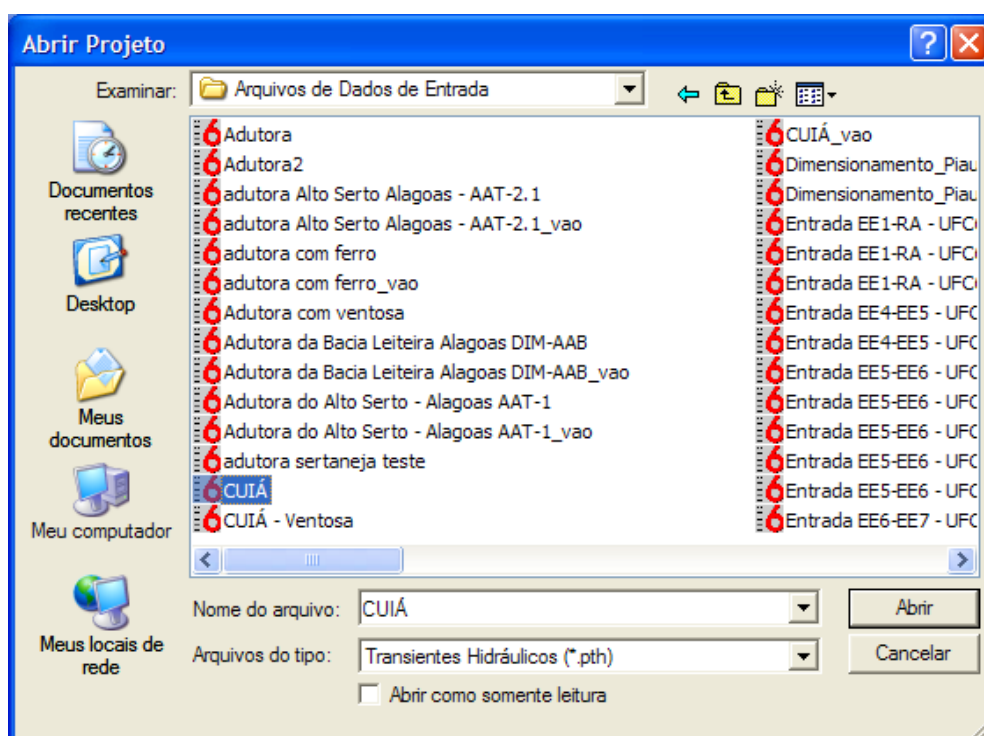 Abrir Projeto
Examinar:
Arquivos de Dados de Entrada
Documentos
recentes
Desktop
Meus
documentos
Meu computador
Meus locais de
rede
Adutora
Adutora2
adutora Alto Serto Alagoas - AAT-2.1
adutora Alto Serto Alagoas - AAT-2.1_vao
adutora com ferro
adutora com ferro_vao
Adutora com ventosa
Adutora da Bacia Leiteira Alagoas DIM-AAB
Adutora da Bacia Leiteira Alagoas DIM-AAB_vao
Adutora do Alto Serto - Alagoas AAT-1
Adutora do Alto Serto - Alagoas AAT-1_vao
adutora sertaneja teste
CUIÁ
CUIÁ - Ventosa
CUIÁ_vao
Dimensionamento_Piau
Dimensionamento_Piau
Entrada EE1-RA - UFC
Entrada EE1-RA - UFC
Entrada EE1-RA - UFC
Entrada EE4-EE5 - UFC
Entrada EE4-EE5 - UFC
Entrada EE5-EE6 - UFC
Entrada EE5-EE6 - UFC
Entrada EE5-EE6 - UFC
Entrada EE5-EE6 - UFC
Entrada EE5-EE6 - UFC
Entrada EE6-EE7 - UFC
Nome do arquivo:
CUIÁ
Abrir
Arquivos do tipo:
Transientes Hidráulicos (*.pth)
Cancelar
Abrir como somente leitura